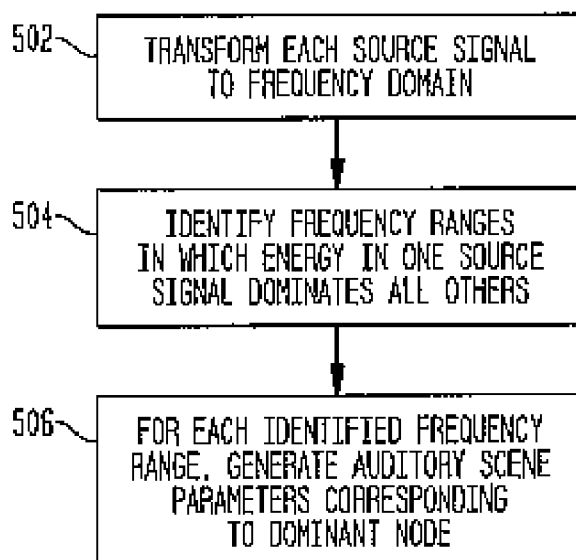 502
TRANSFORM EACH SOURCE SIGNAL
TO FREQUENCY DOMAIN
504
IDENTIFY FREQUENCY RANGES
IN WHICH ENERGY IN ONE SOURCE
SIGNAL DOMINATES ALL OTHERS
506
FOR EACH IDENTIFIED FREQUENCY
RANGE, GENERATE AUDITORY SCENE
PARAMETERS CORRESPONDING
TO DOMINANT NODE